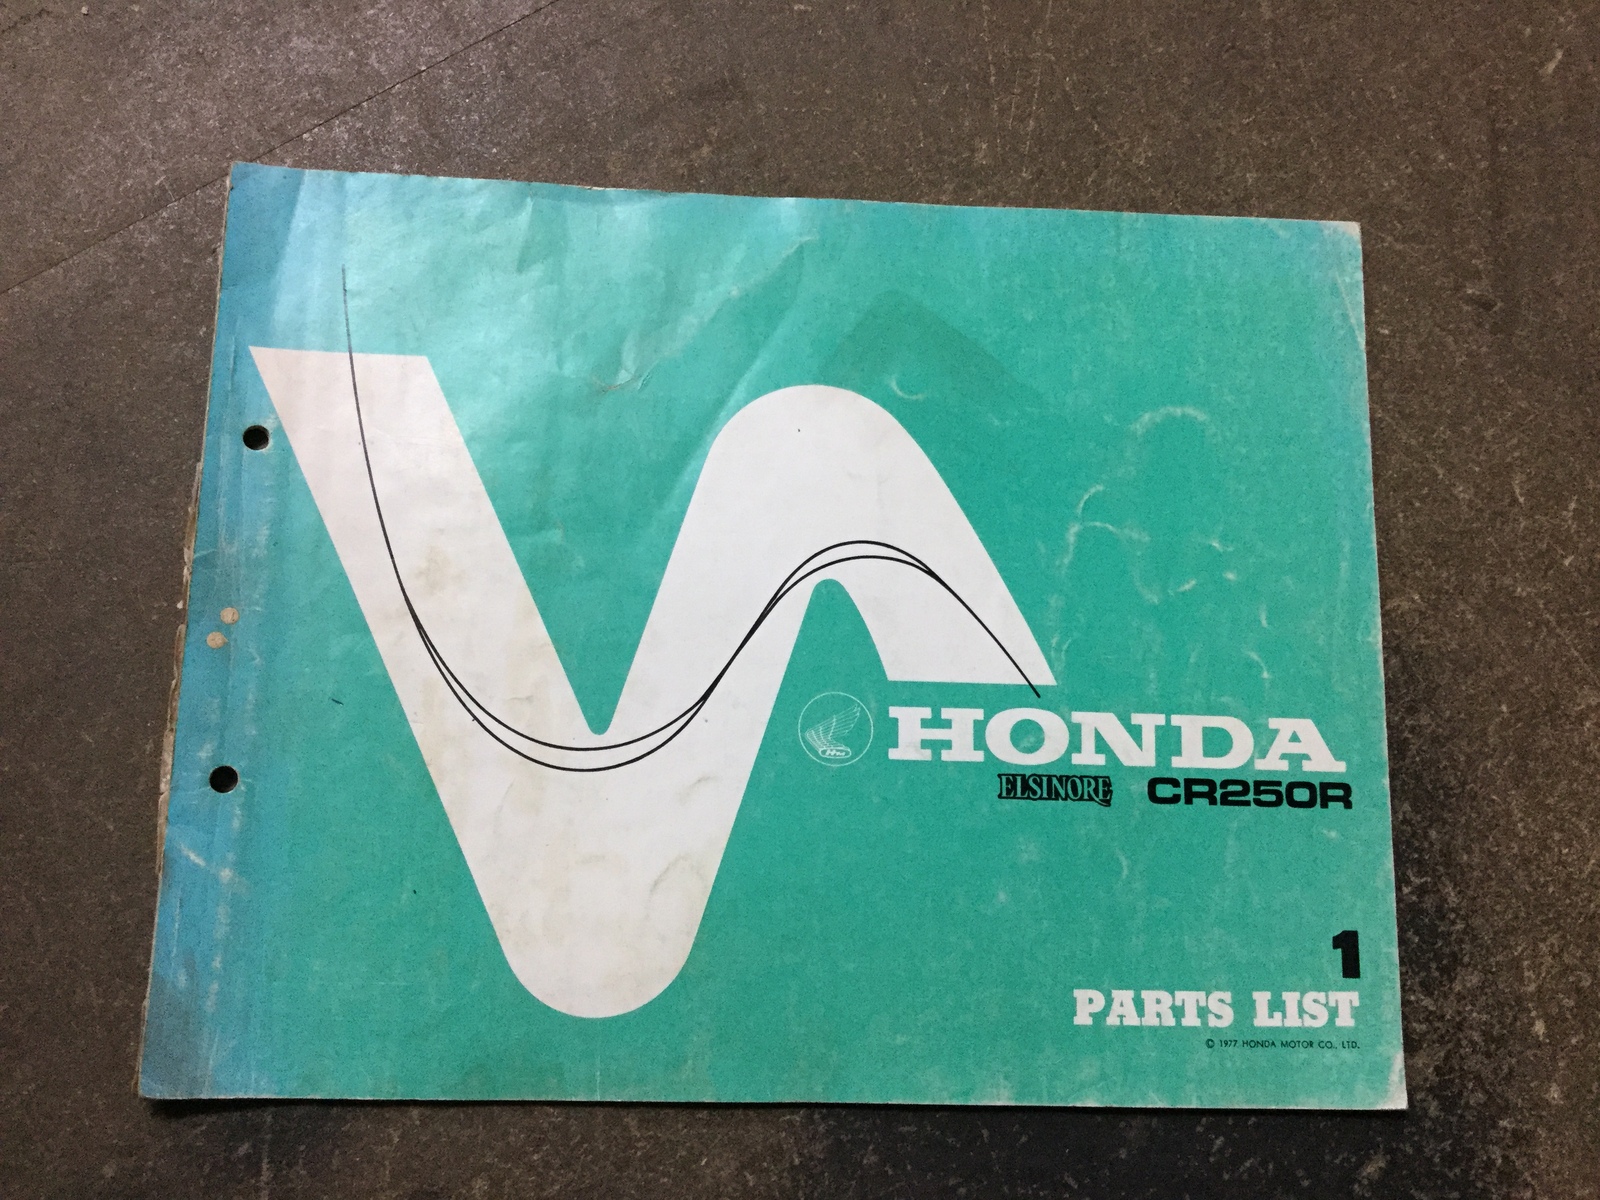 HONDA
ELSINORE CR250R
1
PARTS LIST
© 1977 HONDA MOTOR CO., LTD.